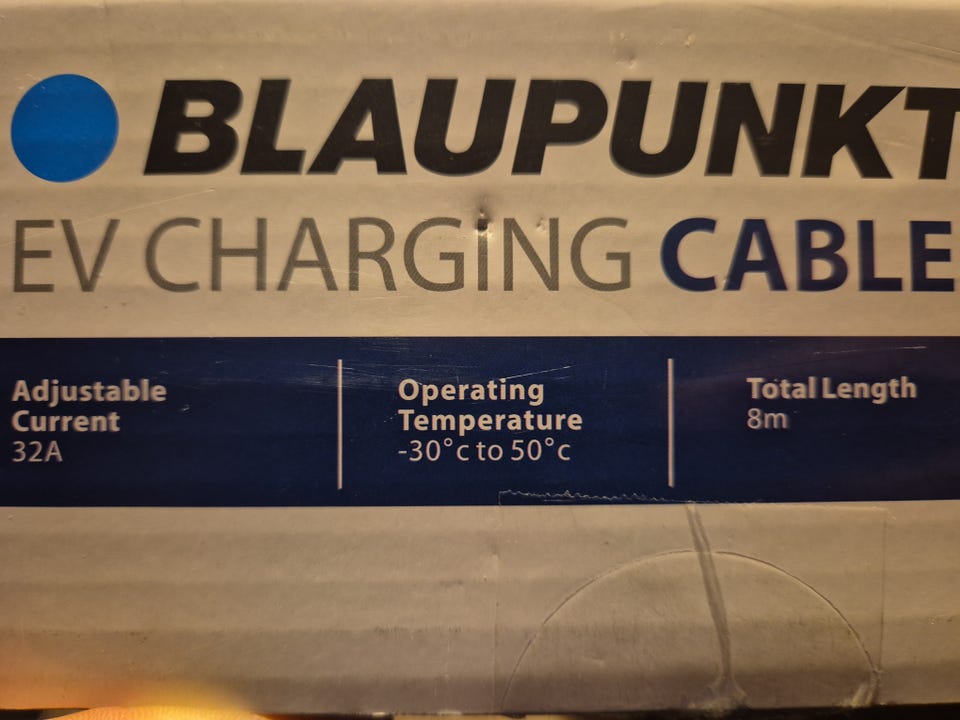 BLAUPUNKT
EV CHARGING CABLE
Adjustable
Current
32A
Operating
Temperature
-30°c to 50°c
Total Length
8m